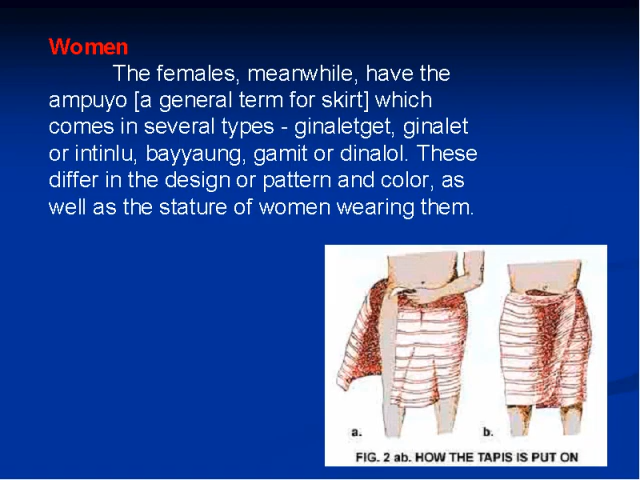 Women
The females, meanwhile, have the
ampuyo [a general term for skirt] which
comes in several types - ginaletget, ginalet
or intinlu, bayyaung, gamit or dinalol. These
differ in the design or pattern and color, as
well as the stature of women wearing them.
a. b.
FIG. 2 ab. HOW THE TAPIS IS PUT ON